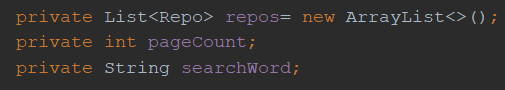 private List<Repo> repos= new ArrayList<>();
private int pageCount;
private String searchWord;